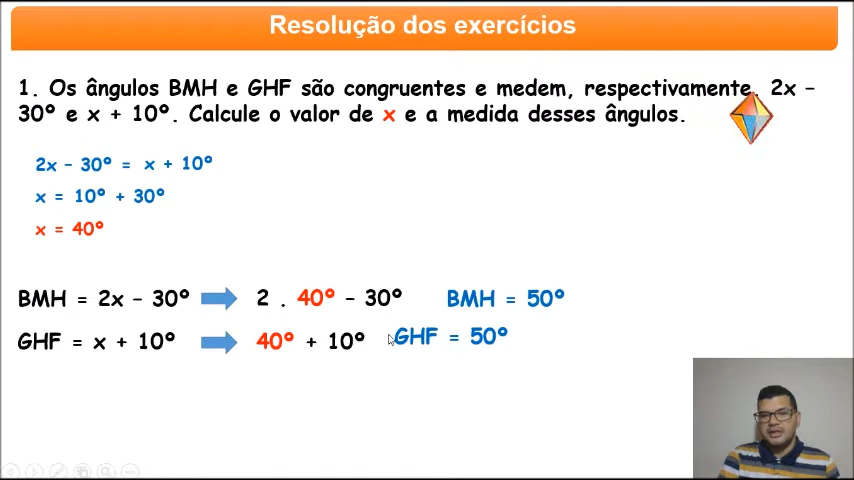 Resolução dos exercícios
1. Os ângulos BMH e GHF são congruentes e medem, respectivamente, 2x –
30º e x + 10º. Calcule o valor de x e a medida desses ângulos.
2x – 30º = x + 10º
x = 10º + 30º
x = 40º
BMH = 2x – 30º 2 . 40º – 30º BMH = 50º
GHF = x + 10º 40º + 10º GHF = 50º